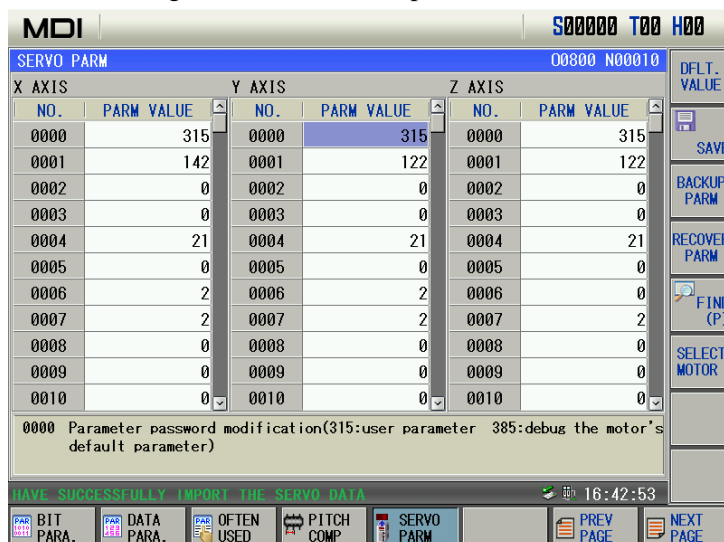 MDI S00000 T00 H00
SERVO PARM O0800 N00010
X AXIS Y AXIS Z AXIS
NO. PARM VALUE NO. PARM VALUE NO. PARM VALUE
0000 315 0000 315 0000 315
0001 142 0001 122 0001 122
0002 0 0002 0 0002 0
0003 0 0003 0 0003 0
0004 21 0004 21 0004 21
0005 0 0005 0 0005 0
0006 2 0006 2 0006 0
0007 2 0007 2 0007 2
0008 0 0008 0 0008 0
0009 0 0009 0 0009 0
0010 0 0010 0 0010 0
0000 Parameter password modification(315:user parameter 385:debug the motor's
default parameter)
HAVE SUCCESSFULLY IMPORT THE SERVO DATA 16:42:53
DFLT.
VALUE
SAVE
BACKUP
PARM
RECOVER
PARM
FIND
(P)
SELECT
MOTOR
BIT
PARA.
DATA
PARA.
OFTEN
USED
PITCH
COMP
SERVO
PARM
PREV
PAGE
NEXT
PAGE